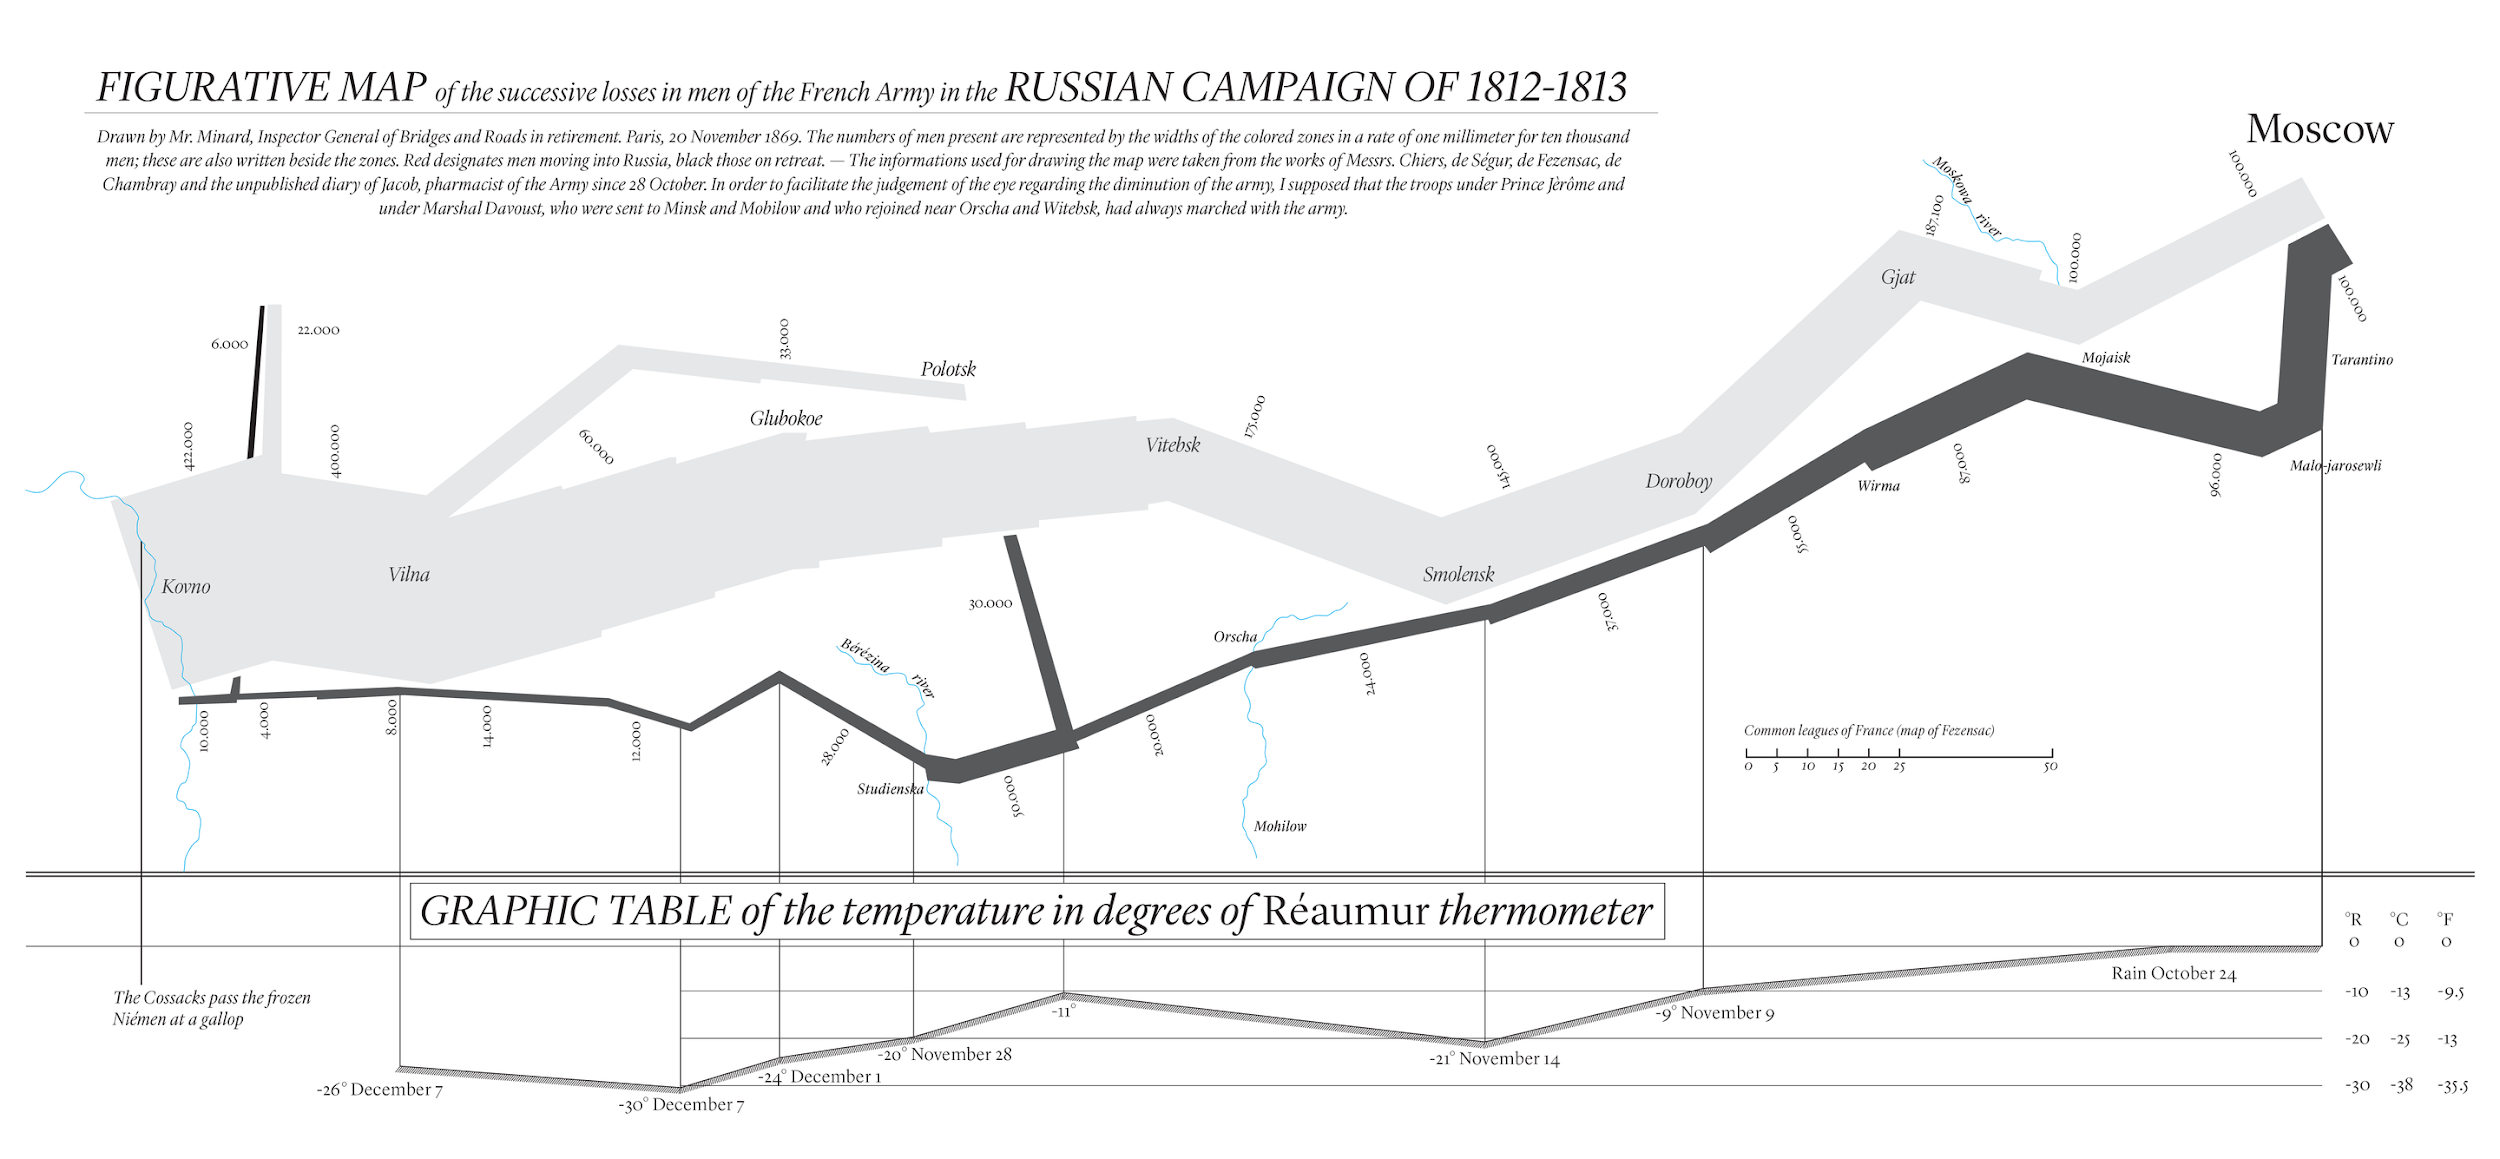 FIGURATIVE MAP of the successive losses in men of the French Army in the RUSSIAN CAMPAIGN OF 1812-1813
Drawn by Mr. Minard, Inspector General of Bridges and Roads in retirement. Paris, 20 November 1869. The numbers of men present are represented by the widths of the colored zones in a rate of one millimeter for ten thousand
men; these are also written beside the zones. Red designates men moving into Russia, black those on retreat. — The informations used for drawing the map were taken from the works of Messrs. Chiers, de Ségur, de Fezensac, de
Chambray and the unpublished diary of Jacob, pharmacist of the Army since 28 October. In order to facilitate the judgement of the eye regarding the diminution of the army, I supposed that the troops under Prince Jèrôme and
under Marshal Davoust, who were sent to Minsk and Mobilow and who rejoined near Orscha and Witebsk, had always marched with the army.
Moscow
100.000
Moskowa river
187.100
100.000
Gjat
100.000
22.000
6.000
33.000
Mojaisk
Tarantino
Polotsk
Glubokoe
422.000
400.000
60.000
175.000
Vitebsk
145.000
Doroboy
87.000
Malo-jarosewli
96.000
Wirma
55.000
Vilna
Kovno
Smolensk
30.000
37.000
Orscha
Bérézina river
24.000
10.000
4.000
8.000
14.000
12.000
28.000
20.000
Studienska
50.000
Mohilow
Common leagues of France (map of Fezensac)
0 5 10 15 20 25 50
GRAPHIC TABLE of the temperature in degrees of Réaumur thermometer
°R °C °F
0 0 0
Rain October 24
-10 -13 -9.5
The Cossacks pass the frozen
Niémen at a gallop
-11°
-9° November 9
-20 -25 -13
-20° November 28
-21° November 14
-24° December 1
-26° December 7
-30 -38 -35.5
-30° December 7